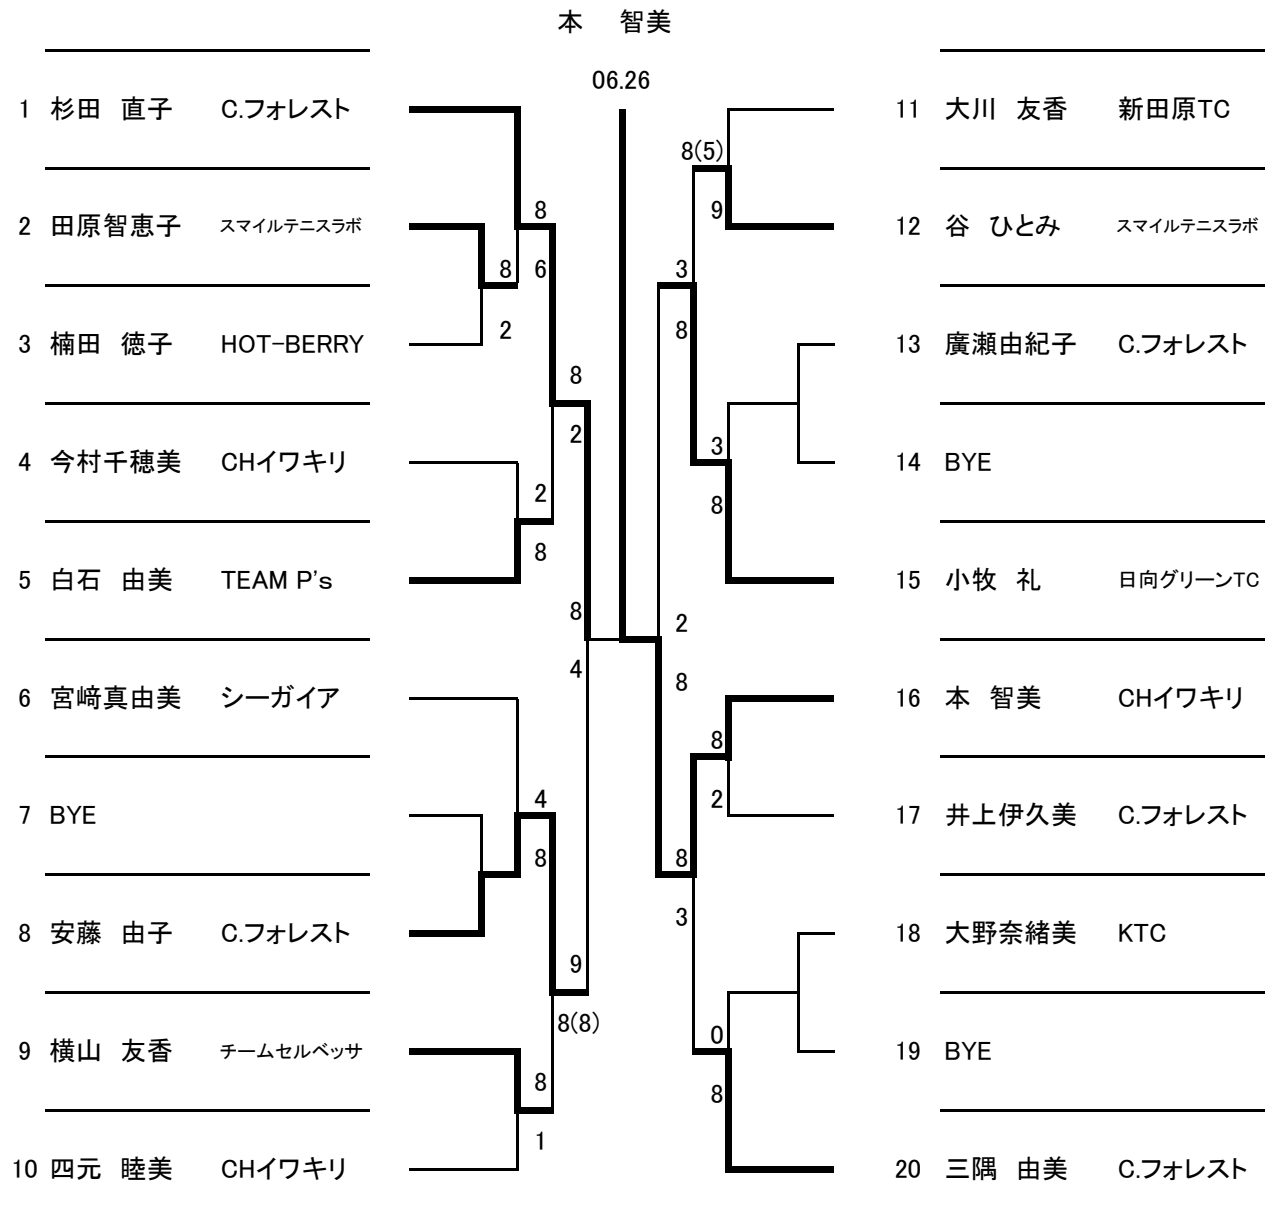 本 智美
06.26
1 杉田 直子 C.フォレスト
2 田原智恵子 スマイルテニスラボ
3 楠田 徳子 HOT-BERRY
4 今村千穂美 CHイワキリ
5 白石 由美 TEAM P's
6 宮﨑真由美 シーガイア
7 BYE
8 安藤 由子 C.フォレスト
9 横山 友香 チームセルベッサ
10 四元 睦美 CHイワキリ
8
6
8
2
8
2
2
8
8
4
4
8
9
8(8)
8
1
8(5)
9
3
8
3
8
2
8
8
2
8
3
0
8
11 大川 友香 新田原TC
12 谷 ひとみ スマイルテニスラボ
13 廣瀬由紀子 C.フォレスト
14 BYE
15 小牧 礼 日向グリーンTC
16 本 智美 CHイワキリ
17 井上伊久美 C.フォレスト
18 大野奈緒美 KTC
19 BYE
20 三隅 由美 C.フォレスト